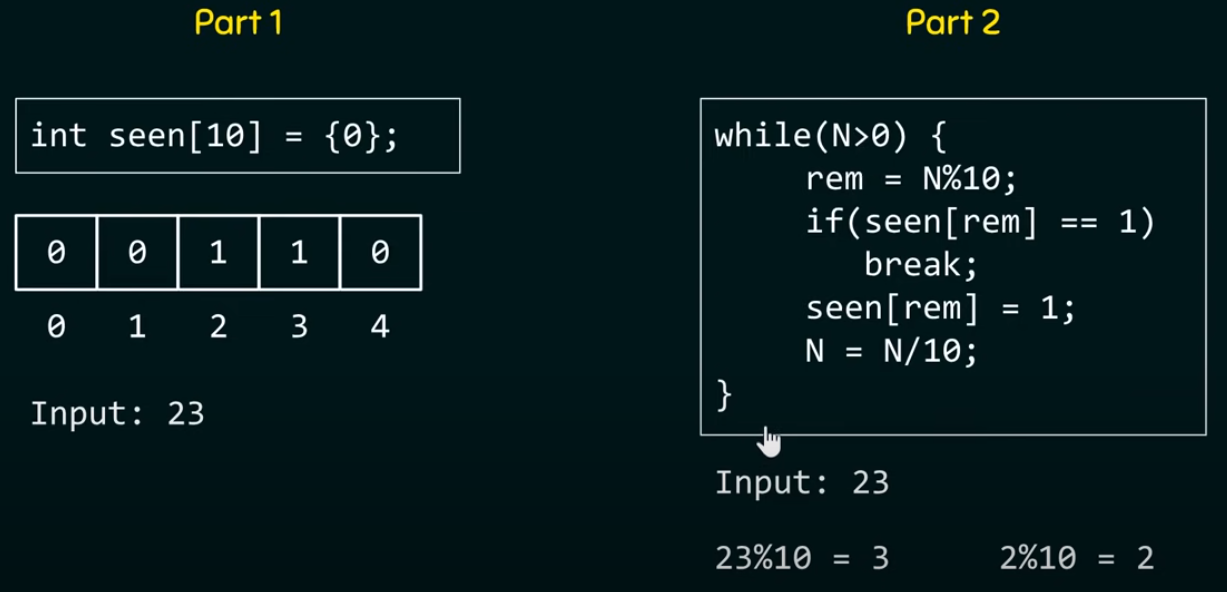 Part 1
int seen[10] = {0};
0 0 1 1 0
0 1 2 3 4
Input: 23
Part 2
while(N>0) {
rem = N%10;
if(seen[rem] == 1)
break;
seen[rem] = 1;
N = N/10;
}
Input: 23
23%10 = 3 2%10 = 2